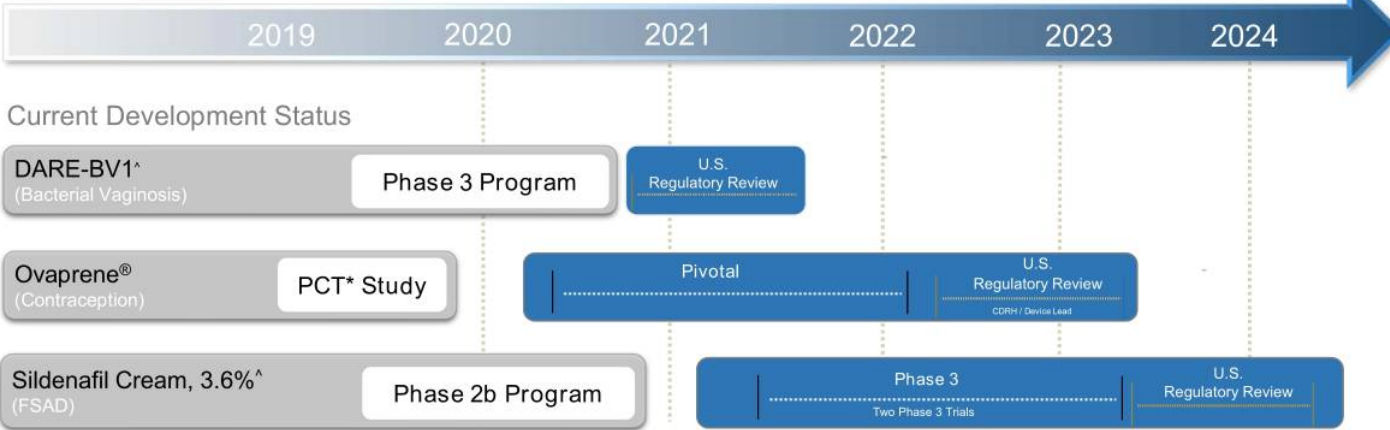 2019 2020 2021 2022 2023 2024
Current Development Status
DARE-BV1^
(Bacterial Vaginosis)
Phase 3 Program
U.S.
Regulatory Review
Ovaprene®
(Contraception)
PCT* Study
Pivotal
U.S.
Regulatory Review
CDRH / Device Lead
Sildenafil Cream, 3.6%^
(FSAD)
Phase 2b Program
Phase 3
Two Phase 3 Trials
U.S.
Regulatory Review